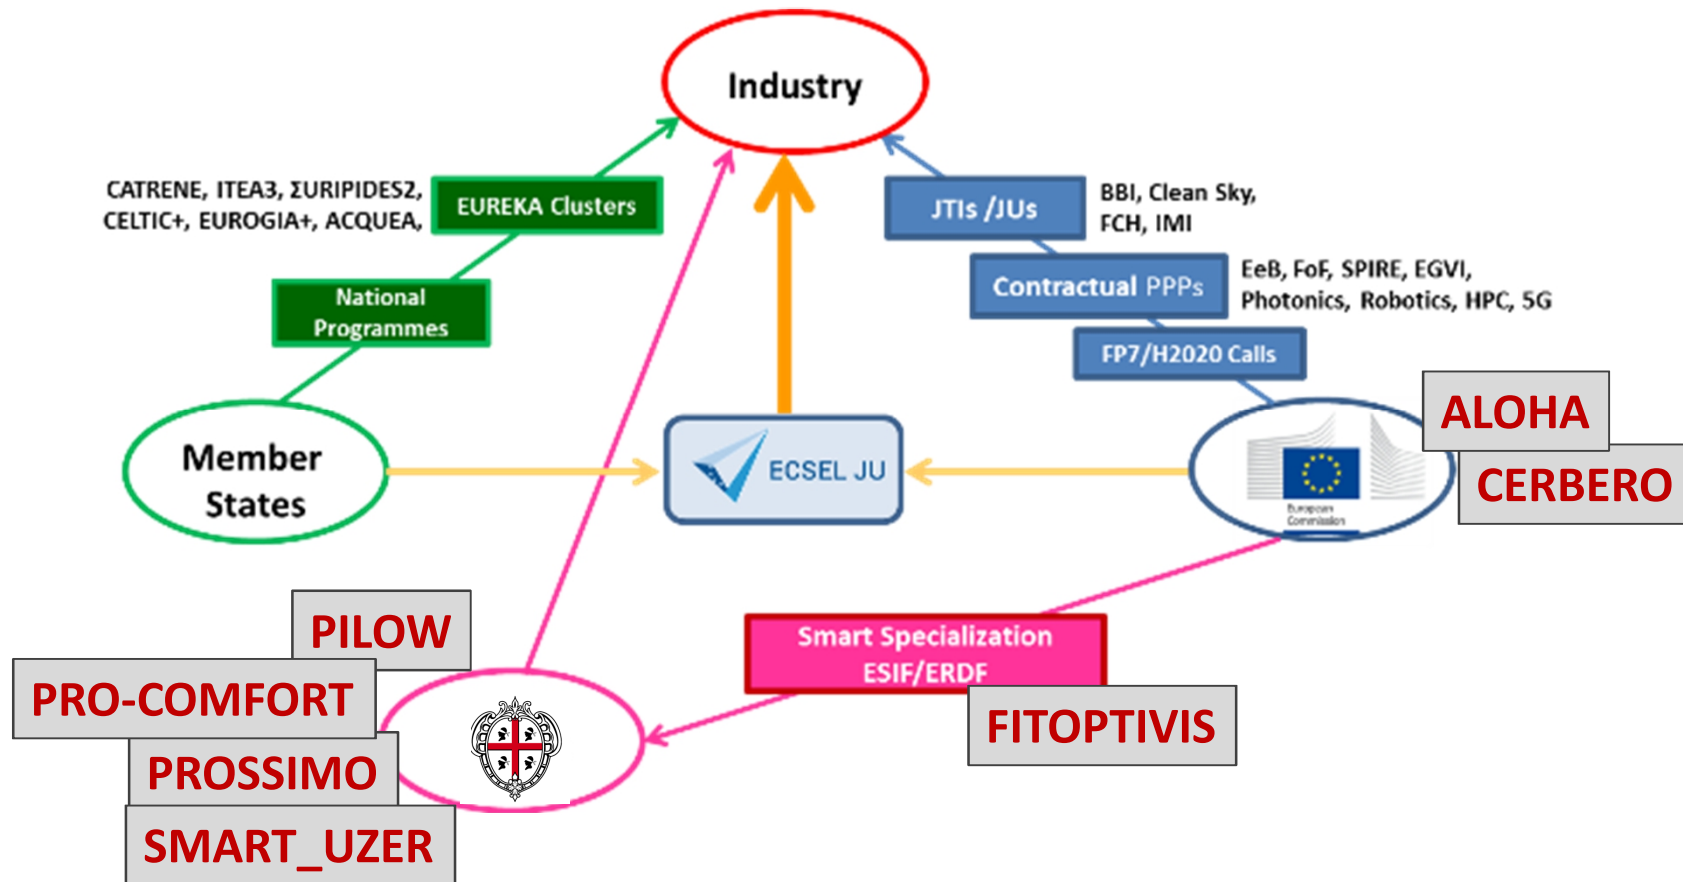 Industry
CATRENE, ITEA3, ΣURIPIDES2,
CELTIC+, EUROGIA+, ACQUEA,
EUREKA Clusters
National
Programmes
Member
States
JTIs /JUs
BBI, Clean Sky,
FCH, IMI
Contractual PPPs
EeB, FoF, SPIRE, EGVI,
Photonics, Robotics, HPC, 5G
FP7/H2020 Calls
ECSEL JU
European
Commission
ALOHA
CERBERO
Smart Specialization
ESIF/ERDF
FITOPTIVIS
PILOW
PRO-COMFORT
PROSSIMO
SMART_UZER